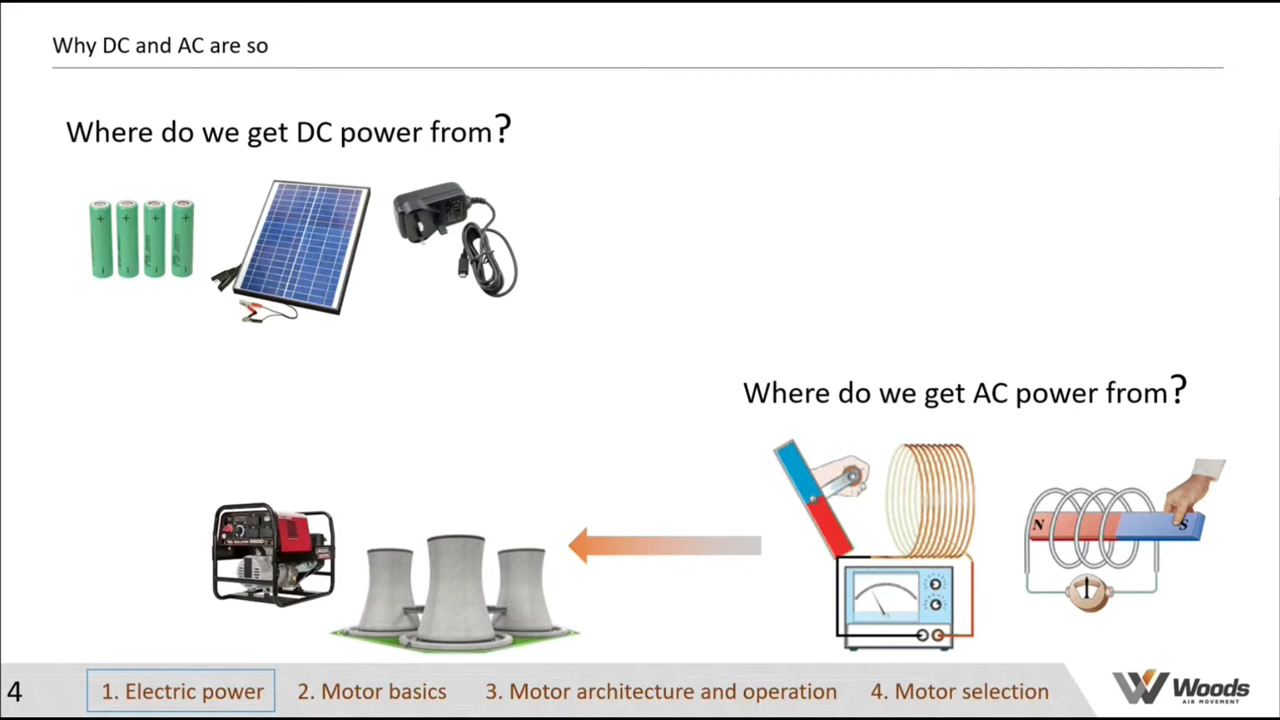 Why DC and AC are so
Where do we get DC power from?
Where do we get AC power from?
N
S
4
1. Electric power
2. Motor basics
3. Motor architecture and operation
4. Motor selection
Woods
AIR MOVEMENT